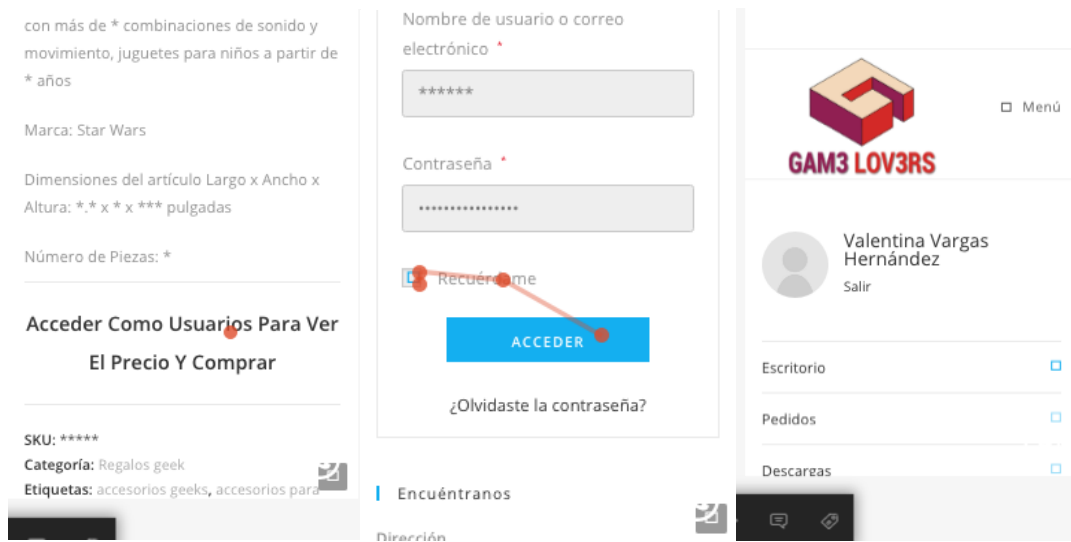 con más de * combinaciones de sonido y
movimiento, juguetes para niños a partir de
* años
Marca: Star Wars
Dimensiones del artículo Largo x Ancho x
Altura: *.* x * x *** pulgadas
Número de Piezas: *
Acceder Como Usuarios Para Ver
El Precio Y Comprar
SKU: *****
Categoría: Regalos geek
Etiquetas: accesorios geeks, accesorios para
Nombre de usuario o correo
electrónico *
******
Contraseña *
••••••••••••••••
Recuérdame
ACCEDER
¿Olvidaste la contraseña?
Encuéntranos
Dirección
GAM3 LOV3RS
Menú
Valentina Vargas
Hernández
Salir
Escritorio
Pedidos
Descargas